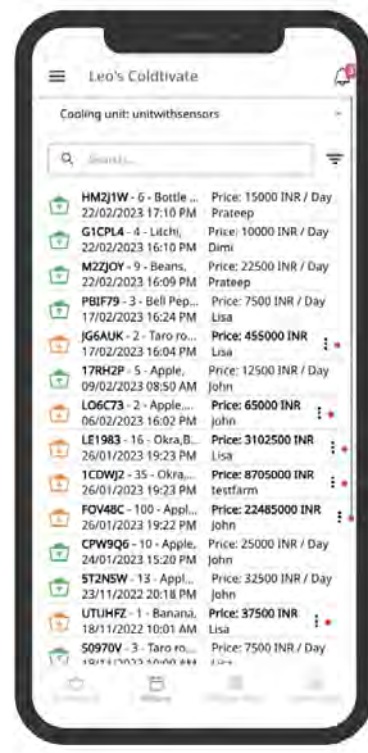 Leo's Coldtivate
3
Cooling unit: unitwithsensors
Search...
HM2J1W - 6 - Bottle ... Price: 15000 INR / Day
22/02/2023 17:10 PM Prateep
G1CPL4 - 4 - Litchi, Price: 10000 INR / Day
22/02/2023 16:10 PM Dimi
M2ZJOY - 9 - Beans, Price: 22500 INR / Day
22/02/2023 16:09 PM Prateep
PBIF79 - 3 - Bell Pep... Price: 7500 INR / Day
17/02/2023 16:24 PM Lisa
JG6AUK - 2 - Taro ro... Price: 455000 INR
17/02/2023 16:04 PM Lisa
17RH2P - 5 - Apple, Price: 12500 INR / Day
09/02/2023 08:50 AM John
LO6C73 - 2 - Apple,... Price: 65000 INR
06/02/2023 16:02 PM John
LE1983 - 16 - Okra,B... Price: 3102500 INR
26/01/2023 19:23 PM Lisa
1CDWJ2 - 35 - Okra,... Price: 8705000 INR
26/01/2023 19:23 PM testfarm
FOV48C - 100 - Appl... Price: 22485000 INR
26/01/2023 19:22 PM John
CPW9Q6 - 10 - Apple, Price: 25000 INR / Day
24/01/2023 15:20 PM John
5T2N5W - 13 - Appl... Price: 32500 INR / Day
23/11/2022 20:18 PM John
UTUHFZ - 1 - Banana, Price: 37500 INR
18/11/2022 10:01 AM Lisa
S0970V - 3 - Taro ro... Price: 7500 INR / Day